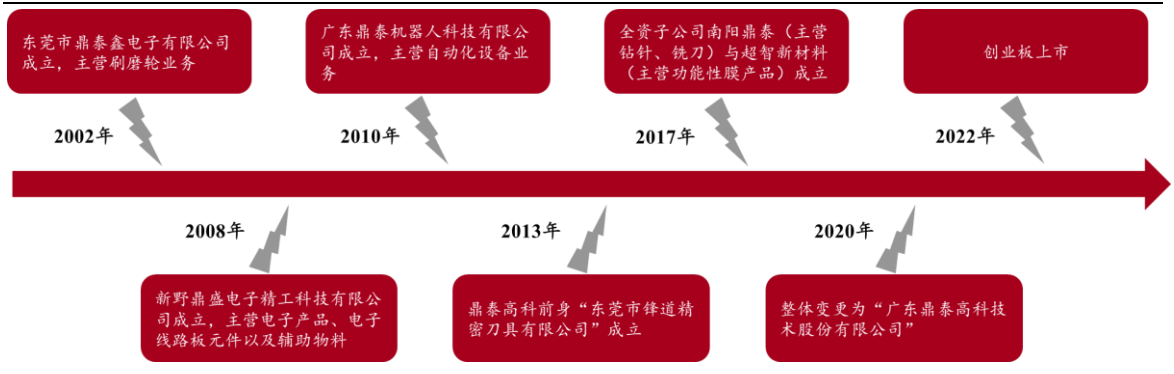 东莞市鼎泰鑫电子有限公司
成立，主营刷磨轮业务
2002年
新野鼎盛电子精工科技有限公
司成立，主营电子产品、电子
线路板元件以及辅助物料
2008年
广东鼎泰机器人科技有限公
司成立，主营自动化设备业
务
2010年
鼎泰高科前身“东莞市锋道精
密刀具有限公司”成立
2013年
全资子公司南阳鼎泰（主营
钻针、铣刀）与超智新材料
（主营功能性膜产品）成立
2017年
整体变更为“广东鼎泰高科技
术股份有限公司”
2020年
创业板上市
2022年